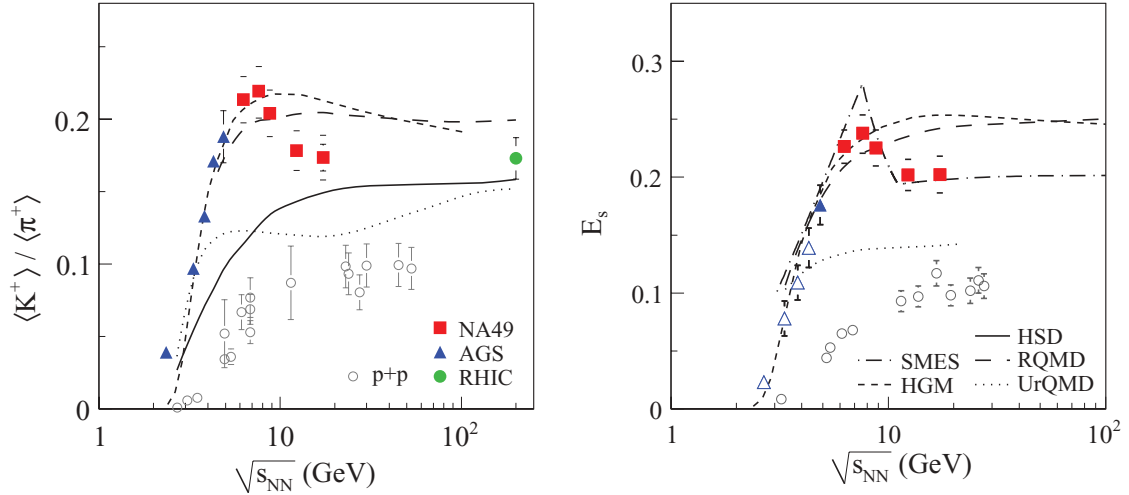 ⟨K⁺⟩ / ⟨π⁺⟩
0.2
0.1
0
1
10
10²
√s_NN (GeV)
NA49
AGS
p+p
RHIC
E_s
0.3
0.2
0.1
0
1
10
10²
√s_NN (GeV)
HSD
SMES
RQMD
HGM
UrQMD